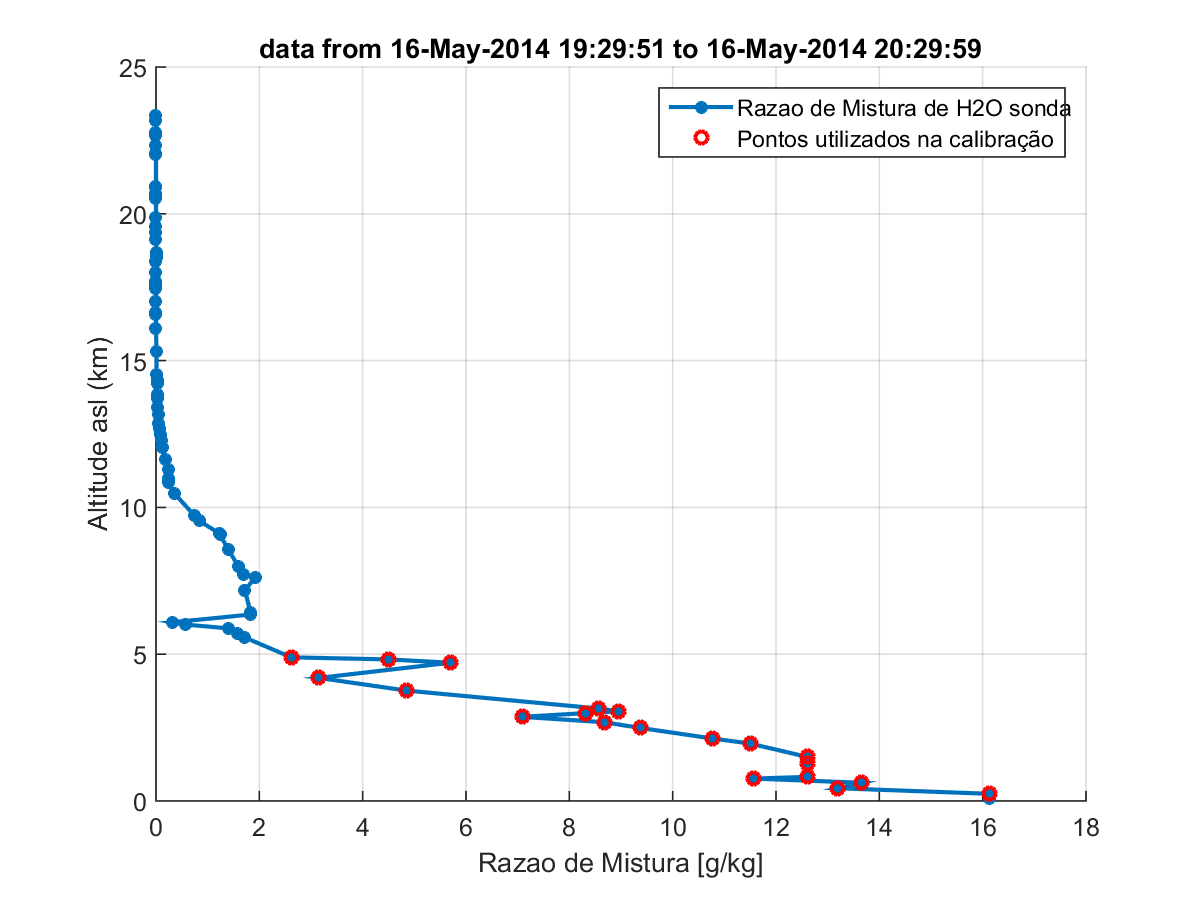 data from 16-May-2014 19:29:51 to 16-May-2014 20:29:59
Razao de Mistura de H2O sonda
Pontos utilizados na calibração
25
20
15
10
5
0
Altitude asl (km)
0 2 4 6 8 10 12 14 16 18
Razao de Mistura [g/kg]